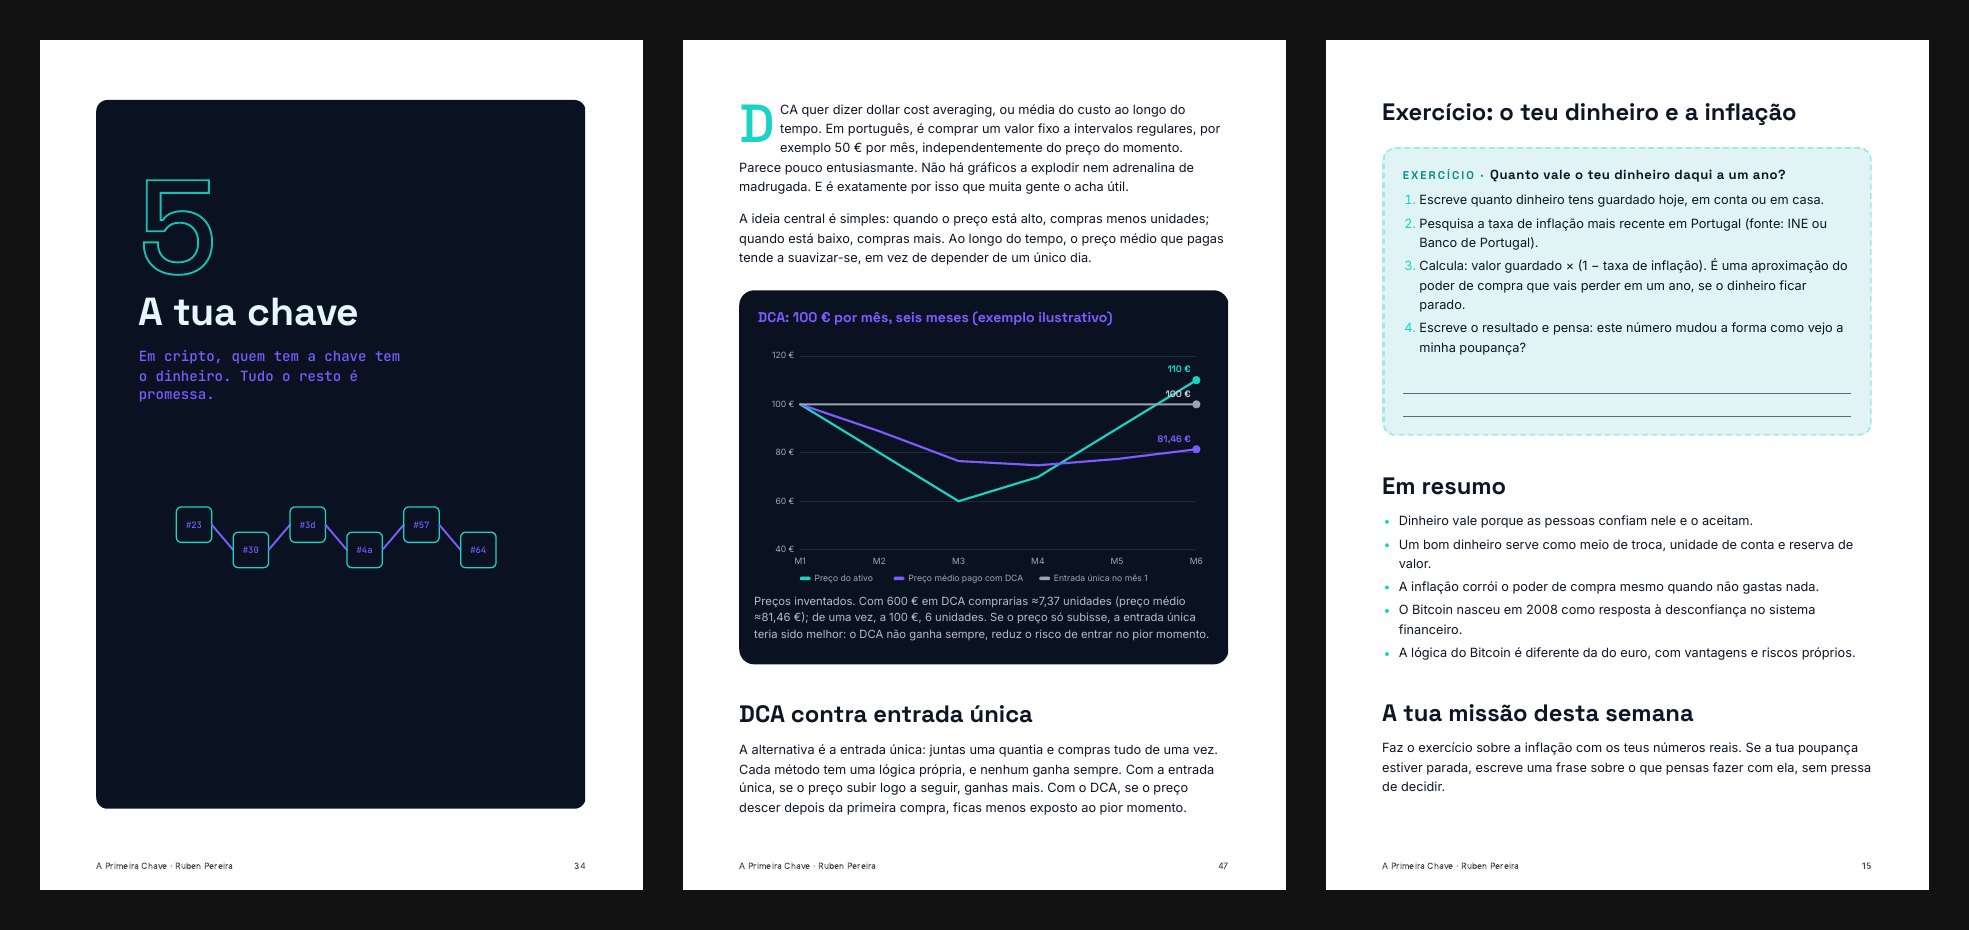 5
A tua chave
Em cripto, quem tem a chave tem
o dinheiro. Tudo o resto é
promessa.
#23
#30
#3d
#4a
#57
#64
A Primeira Chave · Ruben Pereira
34
DCA quer dizer dollar cost averaging, ou média do custo ao longo do
tempo. Em português, é comprar um valor fixo a intervalos regulares, por
exemplo 50 € por mês, independentemente do preço do momento.
Parece pouco entusiasmante. Não há gráficos a explodir nem adrenalina de
madrugada. E é exatamente por isso que muita gente o acha útil.
A ideia central é simples: quando o preço está alto, compras menos unidades;
quando está baixo, compras mais. Ao longo do tempo, o preço médio que pagas
tende a suavizar-se, em vez de depender de um único dia.
DCA: 100 € por mês, seis meses (exemplo ilustrativo)
120 €
100 €
80 €
60 €
40 €
110 €
100 €
81,46 €
M1
M2
M3
M4
M5
M6
Preço do ativo
Preço médio pago com DCA
Entrada única no mês 1
Preços inventados. Com 600 € em DCA comprarias ≈7,37 unidades (preço médio
≈81,46 €); de uma vez, a 100 €, 6 unidades. Se o preço só subisse, a entrada única
teria sido melhor: o DCA não ganha sempre, reduz o risco de entrar no pior momento.
DCA contra entrada única
A alternativa é a entrada única: juntas uma quantia e compras tudo de uma vez.
Cada método tem uma lógica própria, e nenhum ganha sempre. Com a entrada
única, se o preço subir logo a seguir, ganhas mais. Com o DCA, se o preço
descer depois da primeira compra, ficas menos exposto ao pior momento.
A Primeira Chave · Ruben Pereira
47
Exercício: o teu dinheiro e a inflação
EXERCÍCIO · Quanto vale o teu dinheiro daqui a um ano?
1. Escreve quanto dinheiro tens guardado hoje, em conta ou em casa.
2. Pesquisa a taxa de inflação mais recente em Portugal (fonte: INE ou
Banco de Portugal).
3. Calcula: valor guardado × (1 − taxa de inflação). É uma aproximação do
poder de compra que vais perder em um ano, se o dinheiro ficar
parado.
4. Escreve o resultado e pensa: este número mudou a forma como vejo a
minha poupança?
Em resumo
• Dinheiro vale porque as pessoas confiam nele e o aceitam.
• Um bom dinheiro serve como meio de troca, unidade de conta e reserva de
valor.
• A inflação corrói o poder de compra mesmo quando não gastas nada.
• O Bitcoin nasceu em 2008 como resposta à desconfiança no sistema
financeiro.
• A lógica do Bitcoin é diferente da do euro, com vantagens e riscos próprios.
A tua missão desta semana
Faz o exercício sobre a inflação com os teus números reais. Se a tua poupança
estiver parada, escreve uma frase sobre o que pensas fazer com ela, sem pressa
de decidir.
A Primeira Chave · Ruben Pereira
15